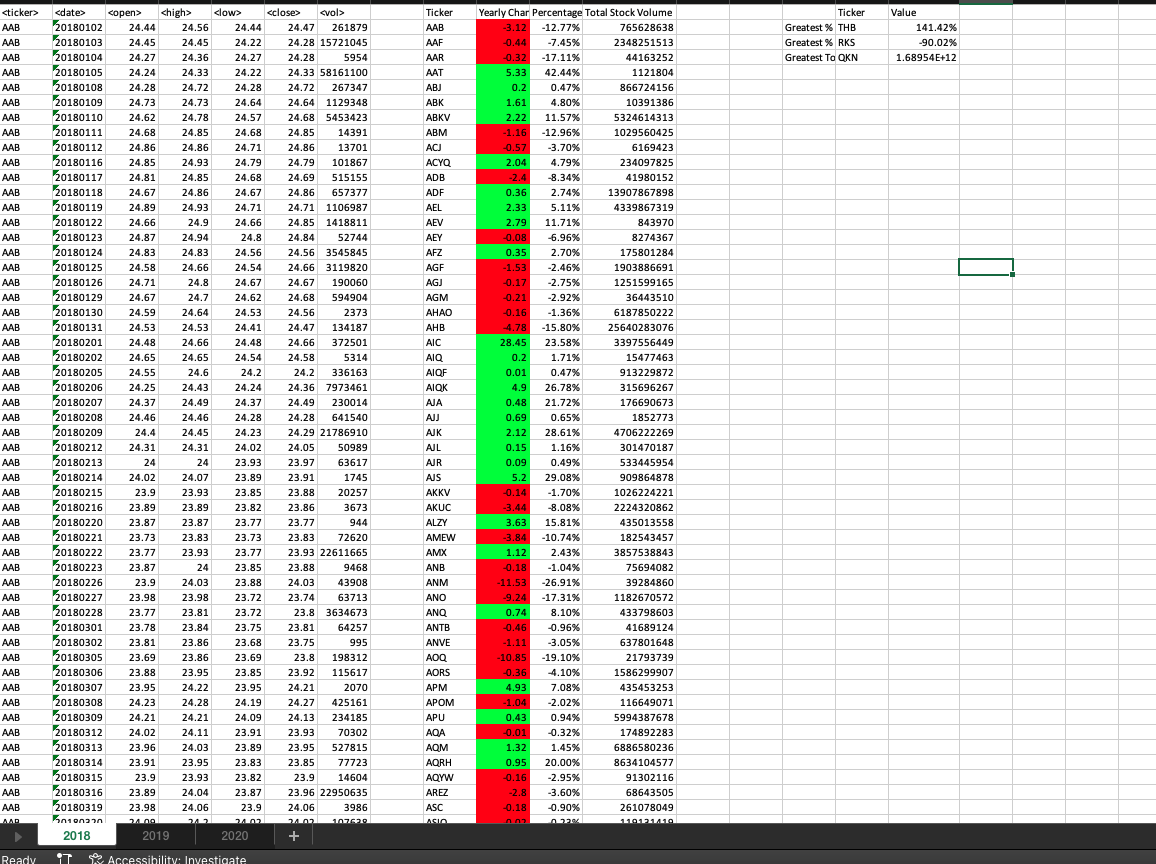 <ticker> <date> <open> <high> <low> <close> <vol> Ticker Yearly Char Percentage Total Stock Volume Ticker Value
AAB 20180102 24.44 24.56 24.44 24.47 261879 AAB -3.12 -12.77% 765628638 Greatest % THB 141.42%
AAB 20180103 24.45 24.45 24.22 24.28 15721045 AAF -0.44 -7.45% 2348251513 Greatest % RKS -90.02%
AAB 20180104 24.27 24.36 24.27 24.28 5954 AAR -0.32 -17.11% 44163252 Greatest To QKN 1.68954E+12
AAB 20180105 24.24 24.33 24.22 24.33 58161100 AAT 5.33 42.44% 1121804
AAB 20180108 24.28 24.72 24.28 24.72 267347 ABJ 0.2 0.47% 866724156
AAB 20180109 24.73 24.73 24.64 24.64 1129348 ABK 1.61 4.80% 10391386
AAB 20180110 24.62 24.78 24.57 24.68 5453423 ABKV 2.22 11.57% 5324614313
AAB 20180111 24.68 24.85 24.68 24.85 14391 ABM -1.16 -12.96% 1029560425
AAB 20180112 24.86 24.86 24.71 24.86 13701 ACJ -0.57 -3.70% 6169423
AAB 20180116 24.85 24.93 24.79 24.79 101867 ACYQ 2.04 4.79% 234097825
AAB 20180117 24.81 24.85 24.68 24.69 515155 ADB -2.4 -8.34% 41980152
AAB 20180118 24.67 24.86 24.67 24.86 657377 ADF 0.36 2.74% 13907867898
AAB 20180119 24.89 24.93 24.71 24.71 1106987 AEL 2.33 5.11% 4339867319
AAB 20180122 24.66 24.9 24.66 24.85 1418811 AEV 2.79 11.71% 843970
AAB 20180123 24.87 24.94 24.8 24.84 52744 AEY -0.08 -6.96% 8274367
AAB 20180124 24.83 24.83 24.56 24.56 3545845 AFZ 0.35 2.70% 175801284
AAB 20180125 24.58 24.66 24.54 24.66 3119820 AGF -1.53 -2.46% 1903886691
AAB 20180126 24.71 24.8 24.67 24.67 190060 AGJ -0.17 -2.75% 1251599165
AAB 20180129 24.67 24.7 24.62 24.68 594904 AGM -0.21 -2.92% 36443510
AAB 20180130 24.59 24.64 24.53 24.56 2373 AHAO -0.16 -1.36% 6187850222
AAB 20180131 24.53 24.53 24.41 24.47 134187 AHB -4.78 -15.80% 25640283076
AAB 20180201 24.48 24.66 24.48 24.66 372501 AIC 28.45 23.58% 3397556449
AAB 20180202 24.65 24.65 24.54 24.58 5314 AIQ 0.2 1.71% 15477463
AAB 20180205 24.55 24.6 24.2 24.2 336163 AIQF 0.01 0.47% 913229872
AAB 20180206 24.25 24.43 24.24 24.36 7973461 AIQK 4.9 26.78% 315696267
AAB 20180207 24.37 24.49 24.37 24.49 230014 AJA 0.48 21.72% 176690673
AAB 20180208 24.46 24.46 24.28 24.28 641540 AJJ 0.69 0.65% 1852773
AAB 20180209 24.4 24.45 24.23 24.29 21786910 AJK 2.12 28.61% 4706222269
AAB 20180212 24.31 24.31 24.02 24.05 50989 AJL 0.15 1.16% 301470187
AAB 20180213 24 24 23.93 23.97 63617 AJR 0.09 0.49% 533445954
AAB 20180214 24.02 24.07 23.89 23.91 1745 AJS 5.2 29.08% 909864878
AAB 20180215 23.9 23.93 23.85 23.88 20257 AKKV -0.14 -1.70% 1026224221
AAB 20180216 23.89 23.89 23.82 23.86 3673 AKUC -3.44 -8.08% 2224320862
AAB 20180220 23.87 23.87 23.77 23.77 944 ALZY 3.63 15.81% 435013558
AAB 20180221 23.73 23.83 23.73 23.83 72620 AMEW -3.84 -10.74% 182543457
AAB 20180222 23.77 23.93 23.77 23.93 22611665 AMX 1.12 2.43% 3857538843
AAB 20180223 23.87 24 23.85 23.88 9468 ANB -0.18 -1.04% 75694082
AAB 20180226 23.9 24.03 23.88 24.03 43908 ANM -11.53 -26.91% 39284860
AAB 20180227 23.98 23.98 23.72 23.74 63713 ANO -9.24 -17.31% 1182670572
AAB 20180228 23.77 23.81 23.72 23.8 3634673 ANQ 0.74 8.10% 433798603
AAB 20180301 23.78 23.84 23.75 23.81 64257 ANTB -0.46 -0.96% 41689124
AAB 20180302 23.81 23.86 23.68 23.75 995 ANVE -1.11 -3.05% 637801648
AAB 20180305 23.69 23.86 23.69 23.8 198312 AOQ -10.85 -19.10% 21793739
AAB 20180306 23.88 23.95 23.85 23.92 115617 AORS -0.36 -4.10% 1586299907
AAB 20180307 23.95 24.22 23.95 24.21 2070 APM 4.93 7.08% 435453253
AAB 20180308 24.23 24.28 24.19 24.27 425161 APOM -1.04 -2.02% 116649071
AAB 20180309 24.21 24.21 24.09 24.13 234185 APU 0.43 0.94% 5994387678
AAB 20180312 24.02 24.11 23.91 23.93 70302 AQA -0.01 -0.32% 174892283
AAB 20180313 23.96 24.03 23.89 23.95 527815 AQM 1.32 1.45% 6886580236
AAB 20180314 23.91 23.95 23.83 23.85 77723 AQRH 0.95 20.00% 8634104577
AAB 20180315 23.9 23.93 23.82 23.9 14604 AQYW -0.16 -2.95% 91302116
AAB 20180316 23.89 24.04 23.87 23.96 22950635 AREZ -2.8 -3.60% 68643505
AAB 20180319 23.98 24.06 23.9 24.06 3986 ASC -0.18 -0.90% 261078049
AAB 20180320 24.09 24.2 24.02 24.02 107638 ASIO
2018 2019 2020 +
Ready Accessibility: Investigate